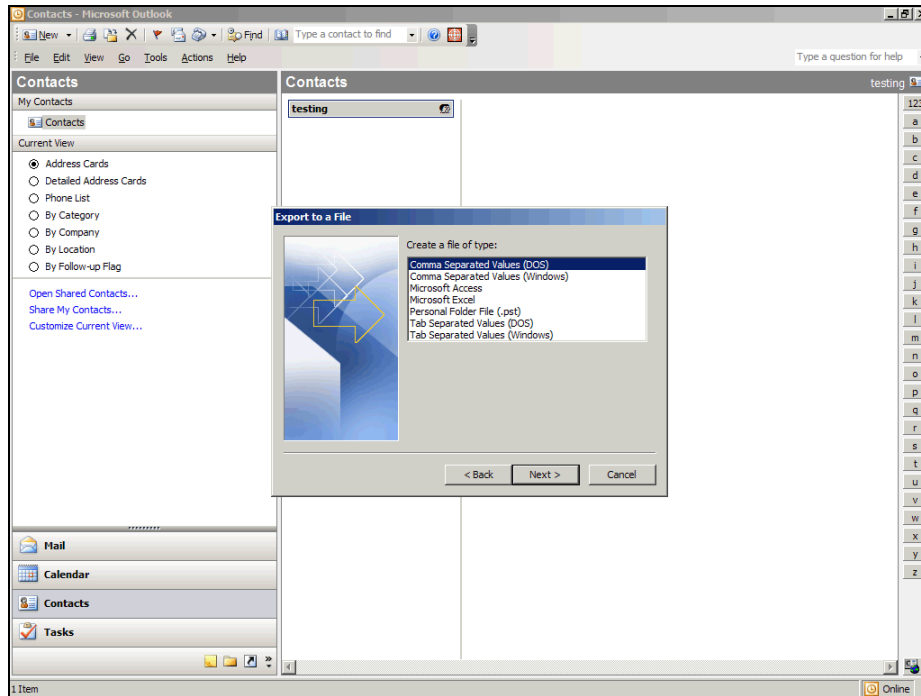 Contacts - Microsoft Outlook
New
Find
Type a contact to find
File Edit View Go Tools Actions Help
Type a question for help
Contacts
Contacts
testing
My Contacts
Contacts
testing
Current View
Address Cards
Detailed Address Cards
Phone List
By Category
By Company
By Location
By Follow-up Flag
Open Shared Contacts...
Share My Contacts...
Customize Current View...
Export to a File
Create a file of type:
Comma Separated Values (DOS)
Comma Separated Values (Windows)
Microsoft Access
Microsoft Excel
Personal Folder File (.pst)
Tab Separated Values (DOS)
Tab Separated Values (Windows)
< Back
Next >
Cancel
123
a
b
c
d
e
f
g
h
i
j
k
l
m
n
o
p
q
r
s
t
u
v
w
x
y
z
Mail
Calendar
Contacts
Tasks
1 Item
Online